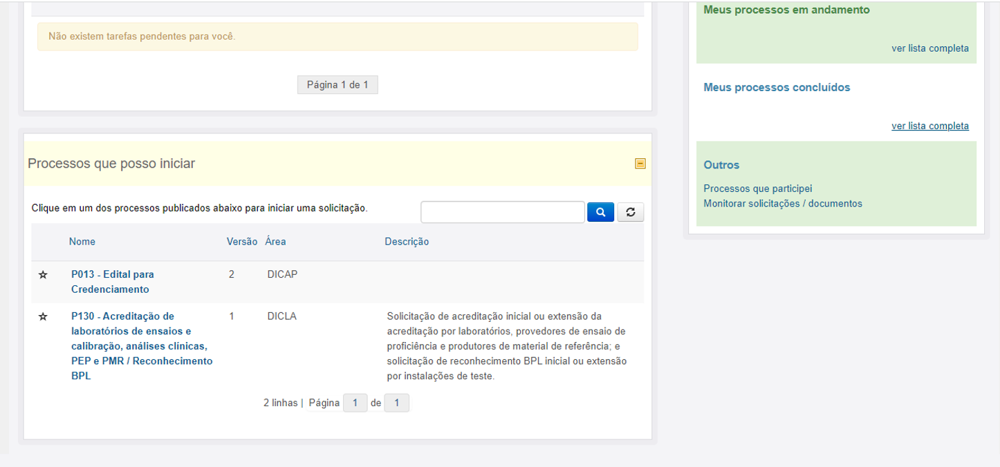 Não existem tarefas pendentes para você.
Página 1 de 1
Processos que posso iniciar
Clique em um dos processos publicados abaixo para iniciar uma solicitação.
Nome Versão Área Descrição
P013 - Edital para
Credenciamento
2
DICAP
P130 - Acreditação de
laboratórios de ensaios e
calibração, análises clínicas,
PEP e PMR / Reconhecimento
BPL
1
DICLA
Solicitação de acreditação inicial ou extensão da
acreditação por laboratórios, provedores de ensaio de
proficiência e produtores de material de referência; e
solicitação de reconhecimento BPL inicial ou extensão
por instalações de teste.
2 linhas | Página 1 de 1
Meus processos em andamento
ver lista completa
Meus processos concluídos
ver lista completa
Outros
Processos que participei
Monitorar solicitações / documentos